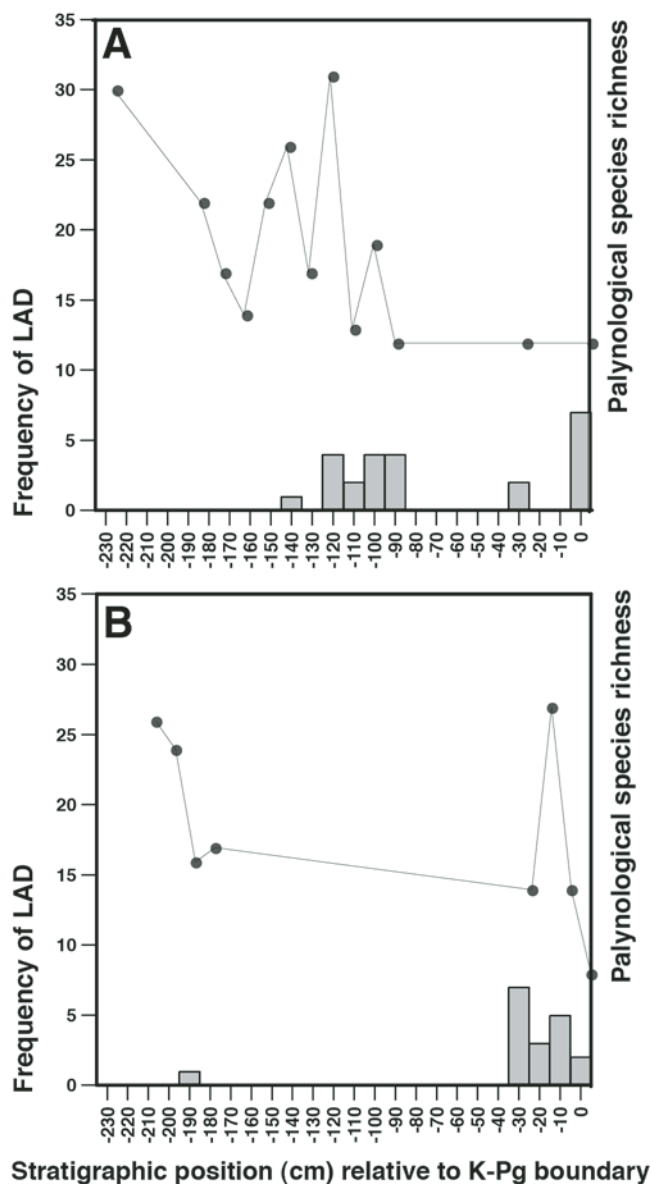 A
35
30
25
20
15
10
5
0
Frequency of LAD
Palynological species richness
-230 -220 -210 -200 -190 -180 -170 -160 -150 -140 -130 -120 -110 -100 -90 -80 -70 -60 -50 -40 -30 -20 -10 0
B
35
30
25
20
15
10
5
0
Frequency of LAD
Palynological species richness
-230 -220 -210 -200 -190 -180 -170 -160 -150 -140 -130 -120 -110 -100 -90 -80 -70 -60 -50 -40 -30 -20 -10 0
Stratigraphic position (cm) relative to K-Pg boundary